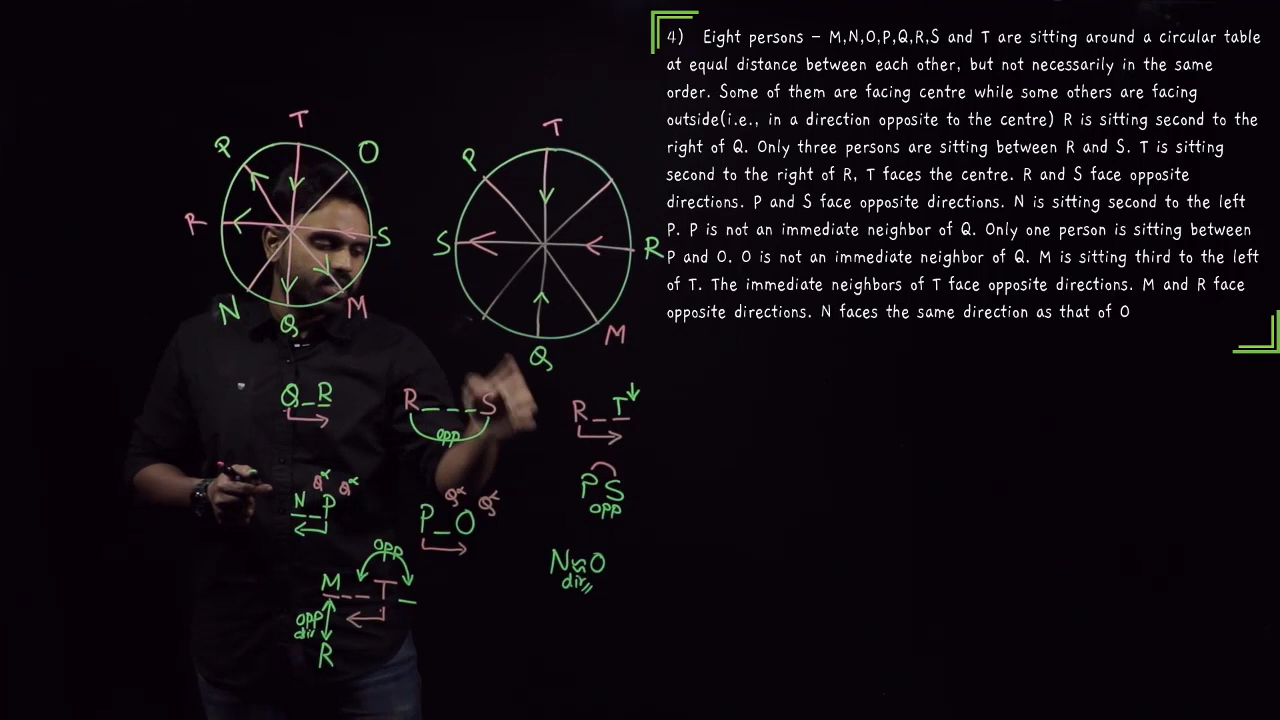 4) Eight persons - M,N,O,P,Q,R,S and T are sitting around a circular table
at equal distance between each other, but not necessarily in the same
order. Some of them are facing centre while some others are facing
outside(i.e., in a direction opposite to the centre) R is sitting second to the
right of Q. Only three persons are sitting between R and S. T is sitting
second to the right of R, T faces the centre. R and S face opposite
directions. P and S face opposite directions. N is sitting second to the left
P. P is not an immediate neighbor of Q. Only one person is sitting between
P and O. O is not an immediate neighbor of Q. M is sitting third to the left
of T. The immediate neighbors of T face opposite directions. M and R face
opposite directions. N faces the same direction as that of O
T
P
O
R
S
N
Q
M
T
P
S
R
Q
M
Q _ R
R _ _ _ S
opp
R _ T
N _ P
P _ O
P S
opp
opp
M _ _ T _
opp
dir
R
N O
dir